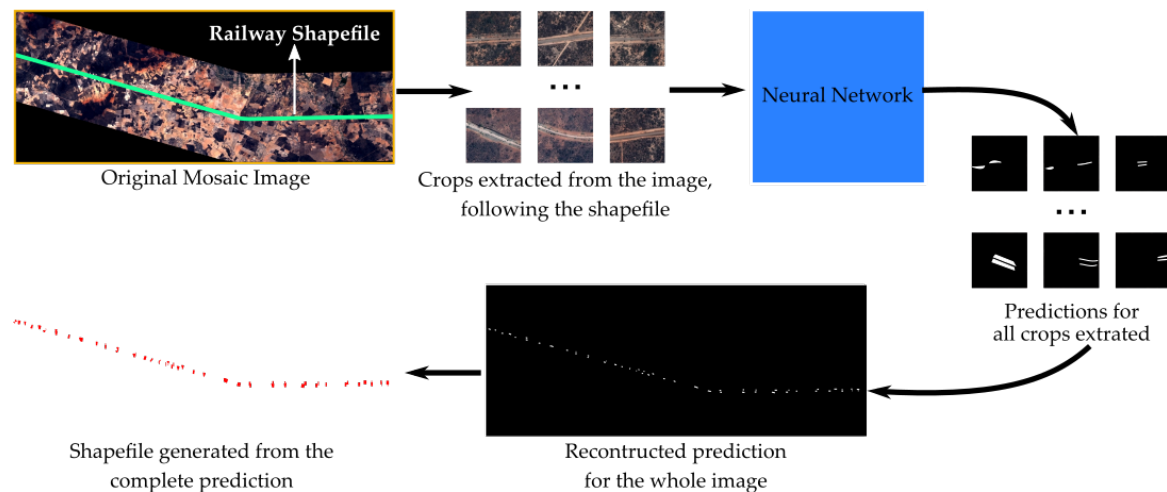 Railway Shapefile
Original Mosaic Image
...
Crops extracted from the image,
following the shapefile
Neural Network
...
Predictions for
all crops extrated
Recontructed prediction
for the whole image
Shapefile generated from the
complete prediction